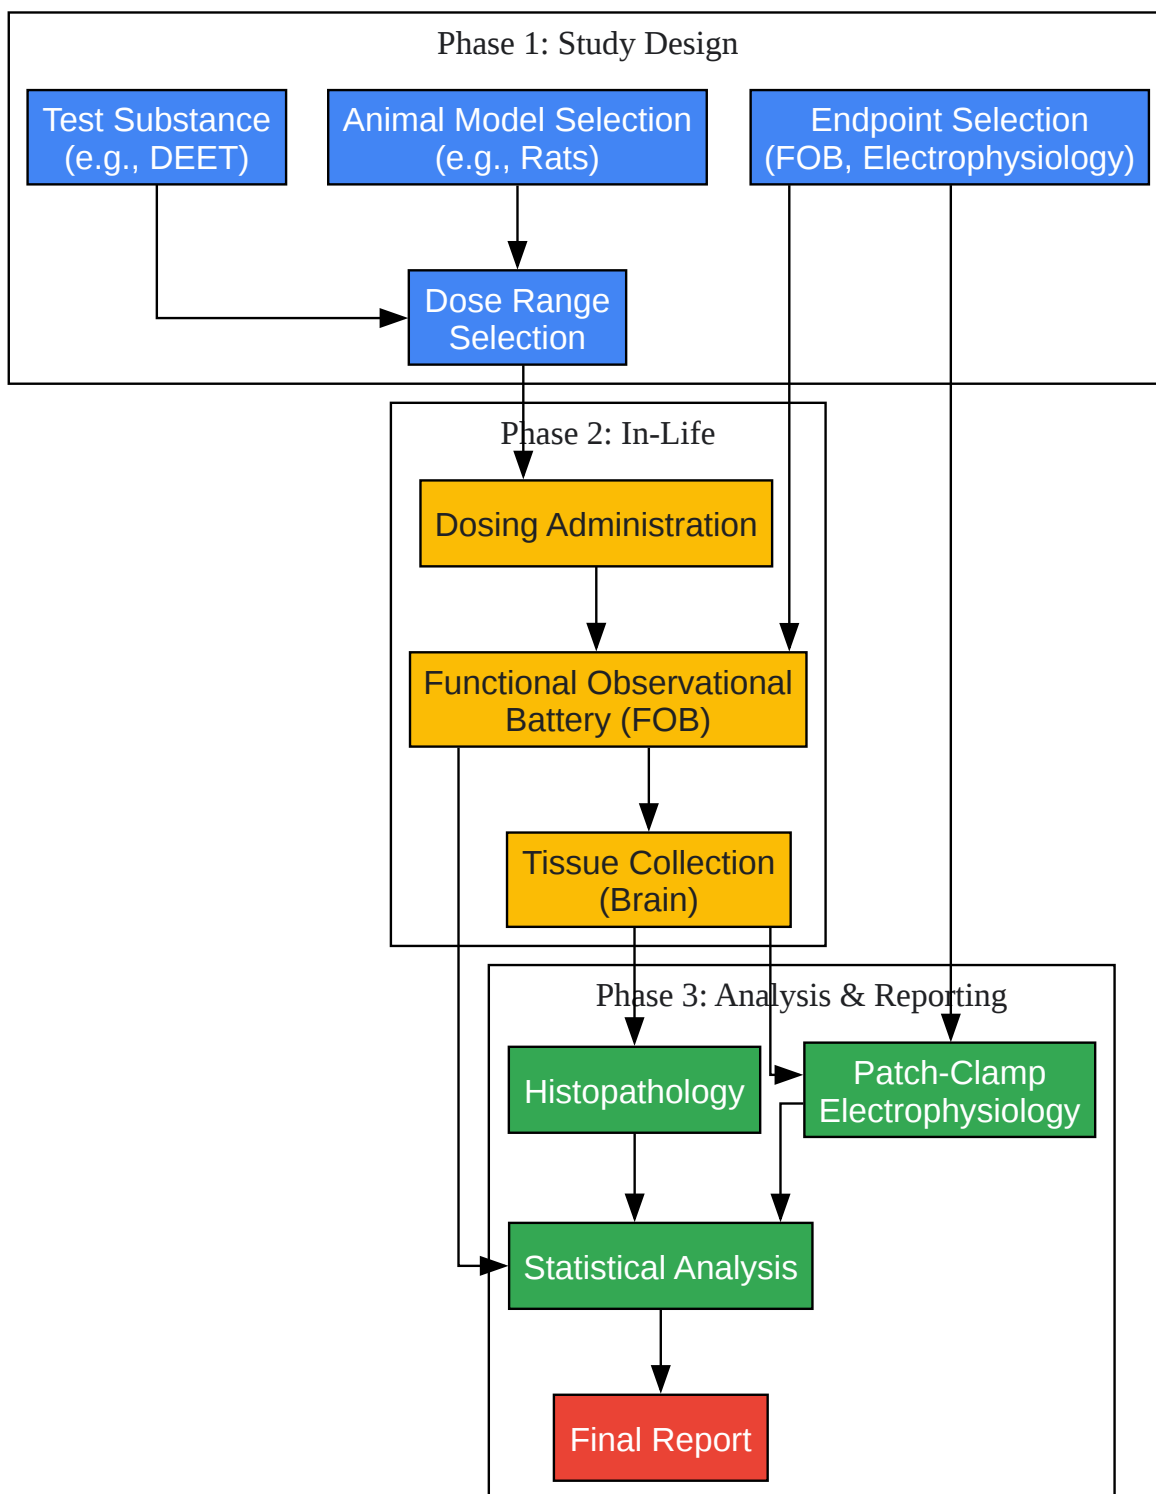 Phase 1: Study Design
Test Substance
(e.g., DEET)
Animal Model Selection
(e.g., Rats)
Endpoint Selection
(FOB, Electrophysiology)
Dose Range
Selection
Phase 2: In-Life
Dosing Administration
Functional Observational
Battery (FOB)
Tissue Collection
(Brain)
Phase 3: Analysis & Reporting
Histopathology
Patch-Clamp
Electrophysiology
Statistical Analysis
Final Report